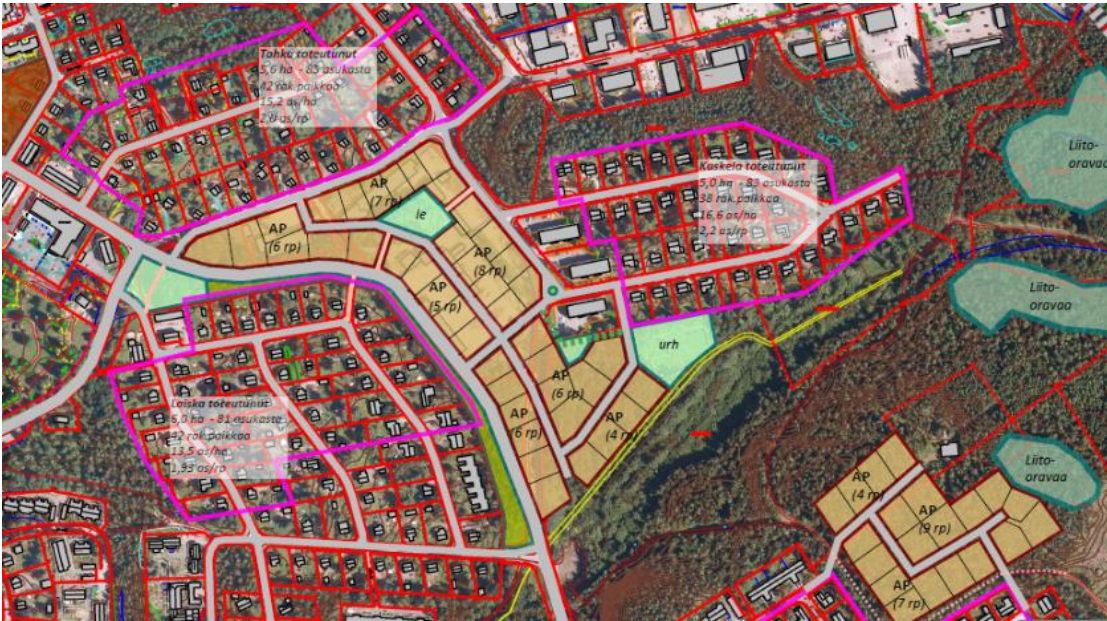 Tahko toteutunut
5,6 ha - 85 asukasta
42 rak.paikkaa
15,2 as/ha
2,0 as/rp
Liito-
oravaa
Koskela toteutunut
5,0 ha - 83 asukasta
38 rak.paikkaa
16,6 as/ha
2,2 as/rp
AP
(7 rp)
le
AP
(6 rp)
AP
(8 rp)
AP
(5 rp)
Liito-
oravaa
urh
AP
(6 rp)
Laiska toteutunut
6,0 ha - 81 asukasta
42 rak.paikkaa
13,5 as/ha
1,93 as/rp
AP
(6 rp)
AP
(4 rp)
Liito-
oravaa
AP
(4 rp)
AP
(9 rp)
AP
(7 rp)